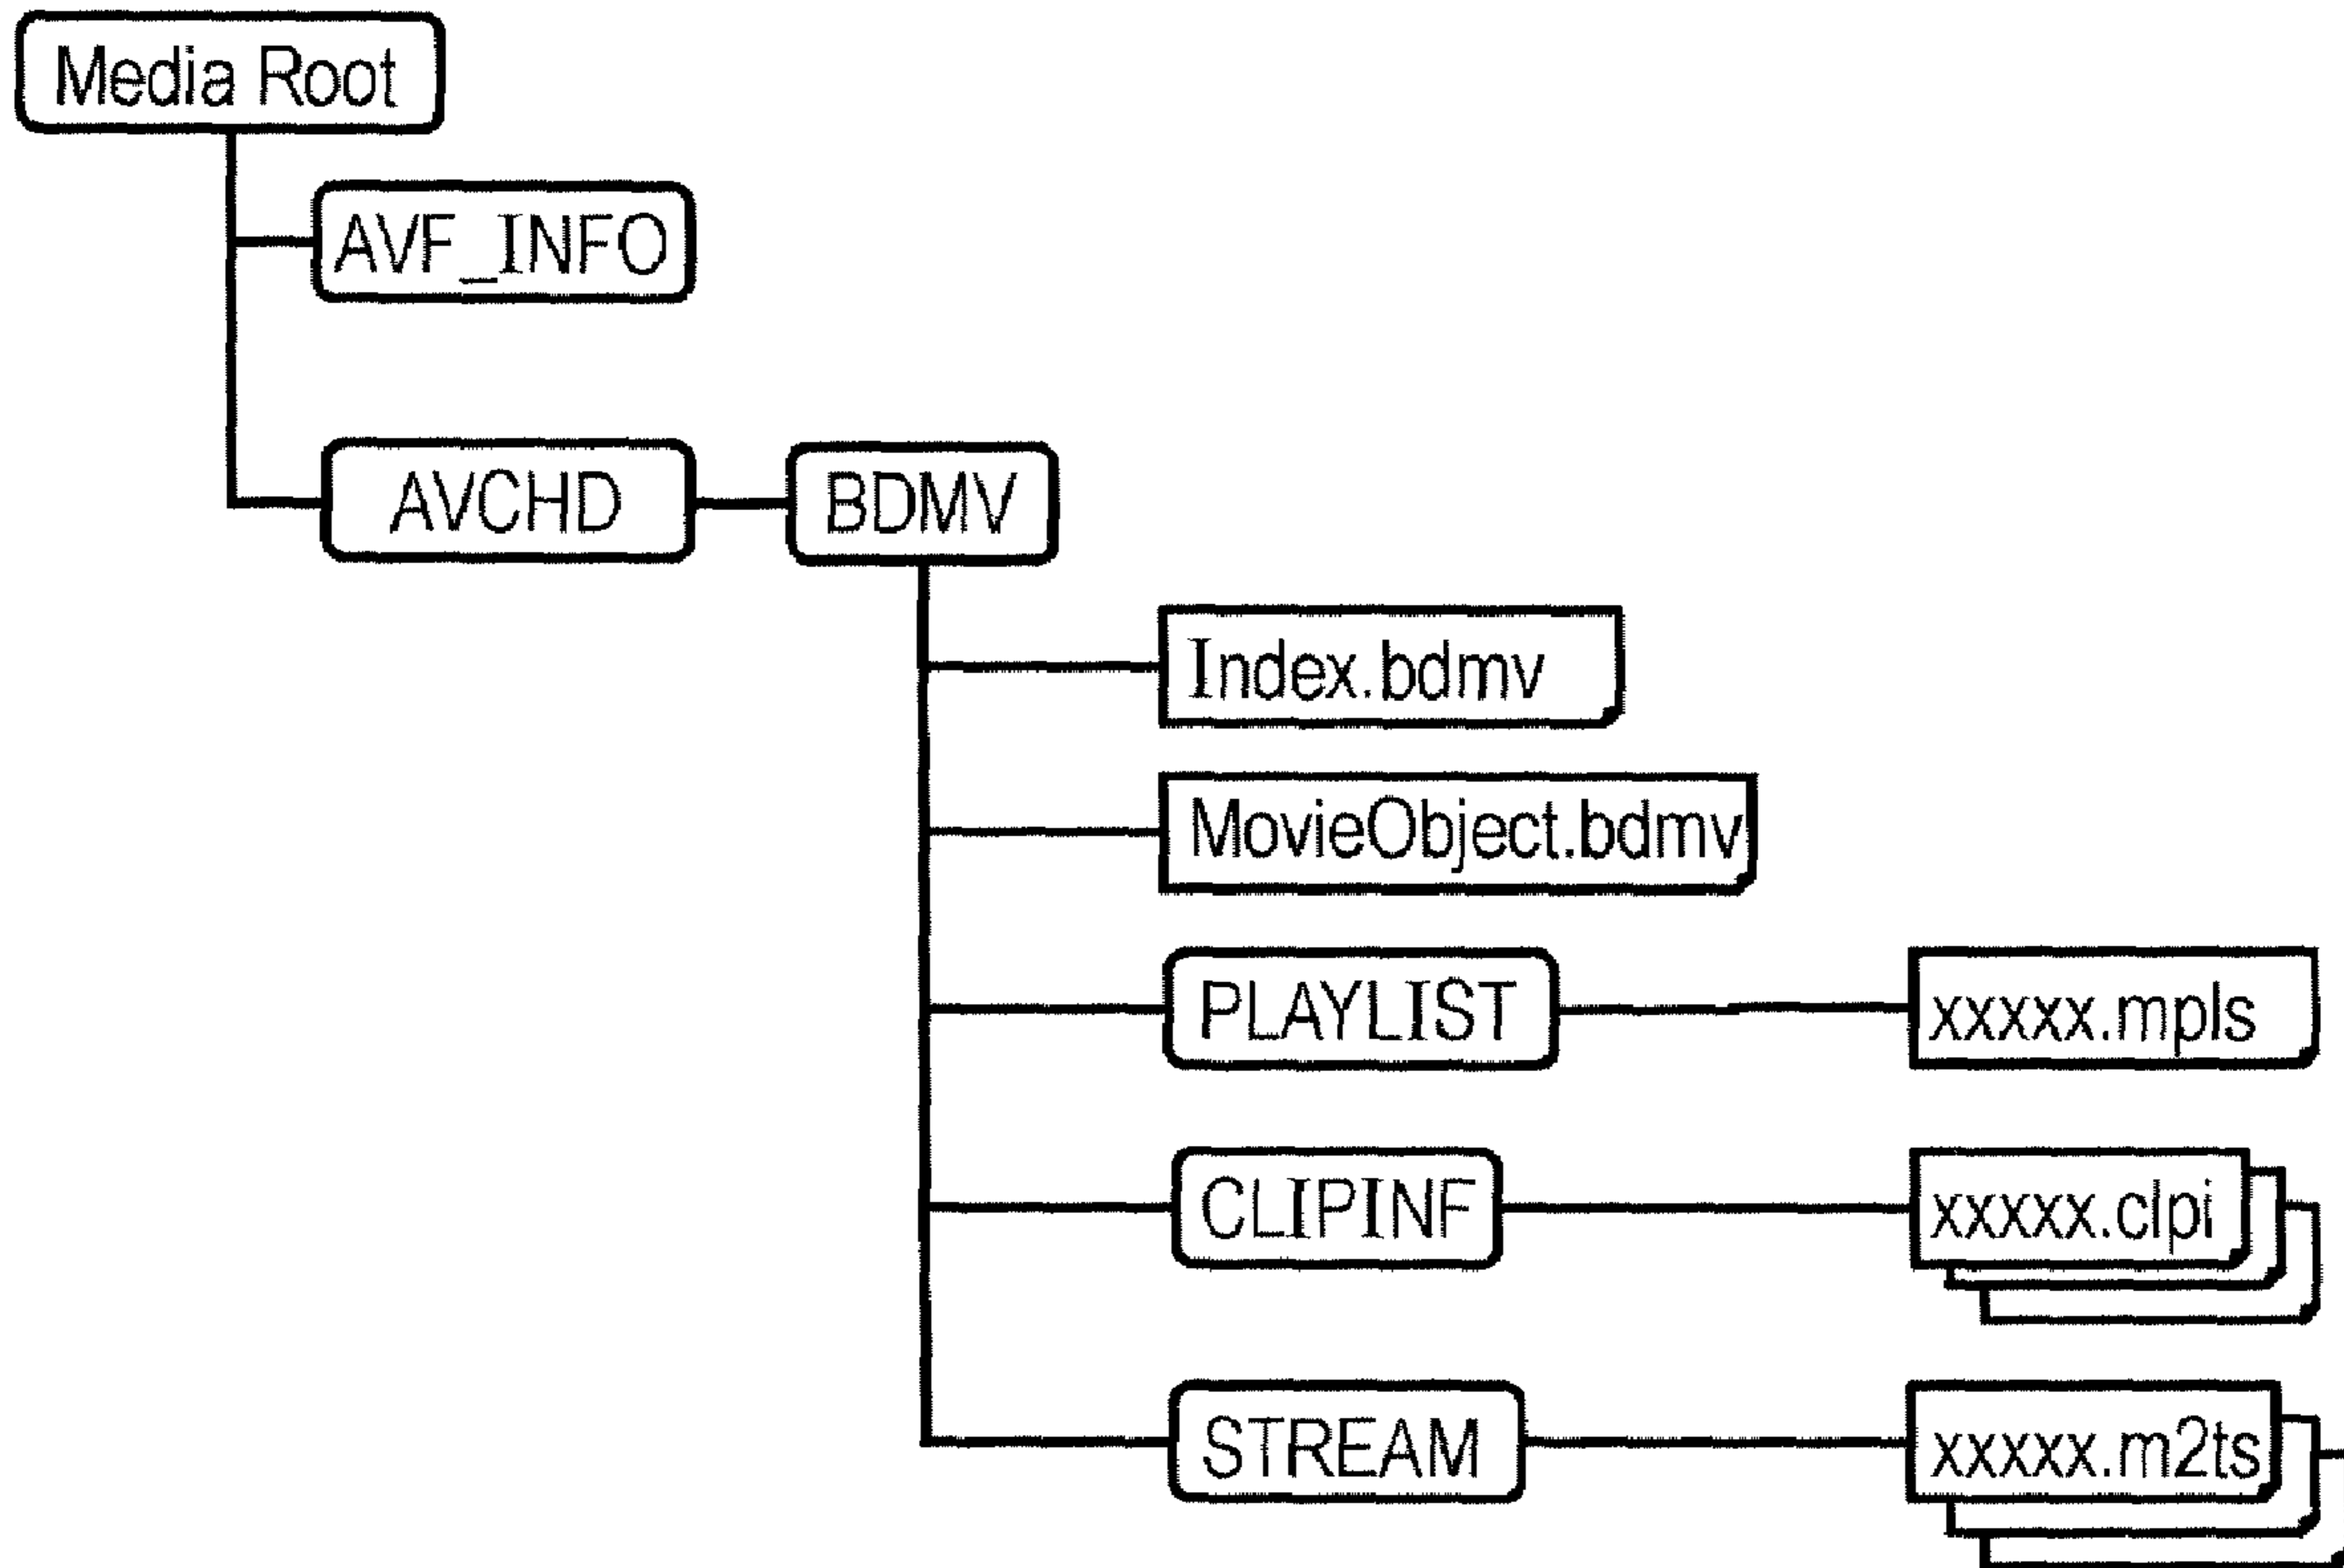 Media Root
AVF_INFO
AVCHD
BDMV
Index.bdmv
MovieObject.bdmv
PLAYLIST
xxxxx.mpls
CLIPINF
xxxxx.clpi
STREAM
xxxxx.m2ts